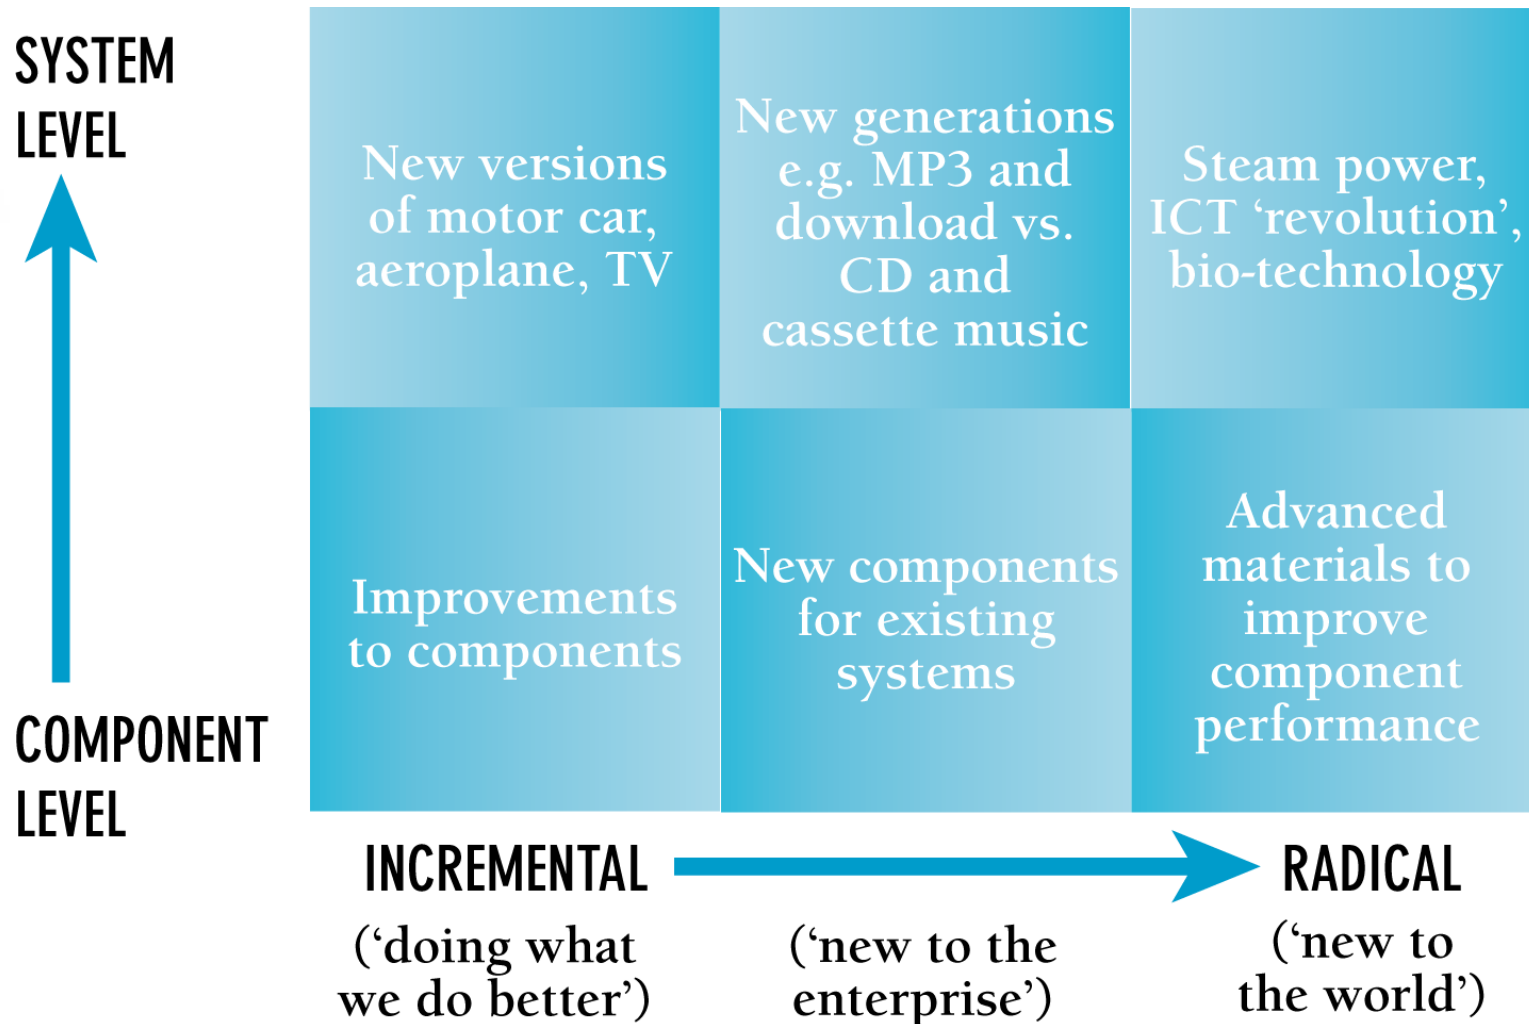 SYSTEM
LEVEL
New versions
of motor car,
aeroplane, TV
New generations
e.g. MP3 and
download vs.
CD and
cassette music
Steam power,
ICT ‘revolution’,
bio-technology
COMPONENT
LEVEL
Improvements
to components
New components
for existing
systems
Advanced
materials to
improve
component
performance
INCREMENTAL
RADICAL
(‘doing what
we do better’)
(‘new to the
enterprise’)
(‘new to
the world’)